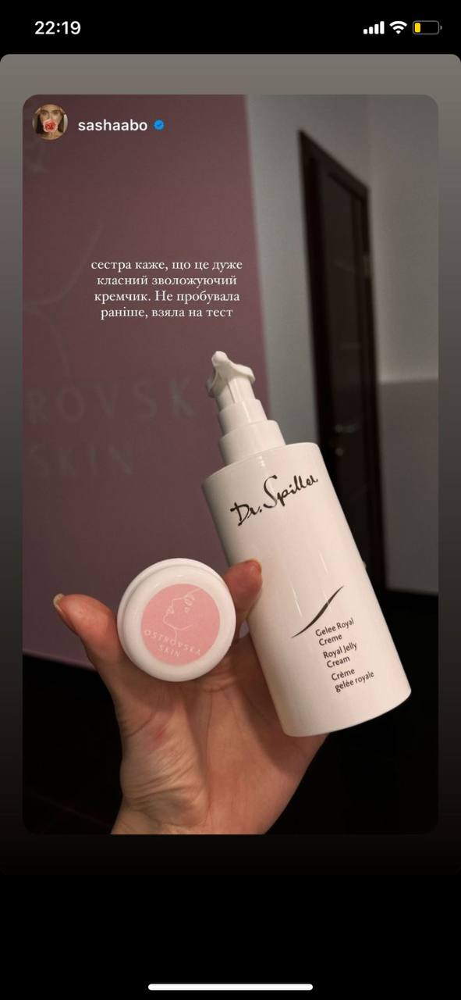 22:19
sashaabo
сестра каже, що це дуже
класний зволожуючий
кремчик. Не пробувала
раніше, взяла на тест
ROVSK
SKIN
Dr. Spiller
Gelee Royal
Creme
Royal Jelly
Cream
Crème
gelée royale
OSTROVSKA
SKIN